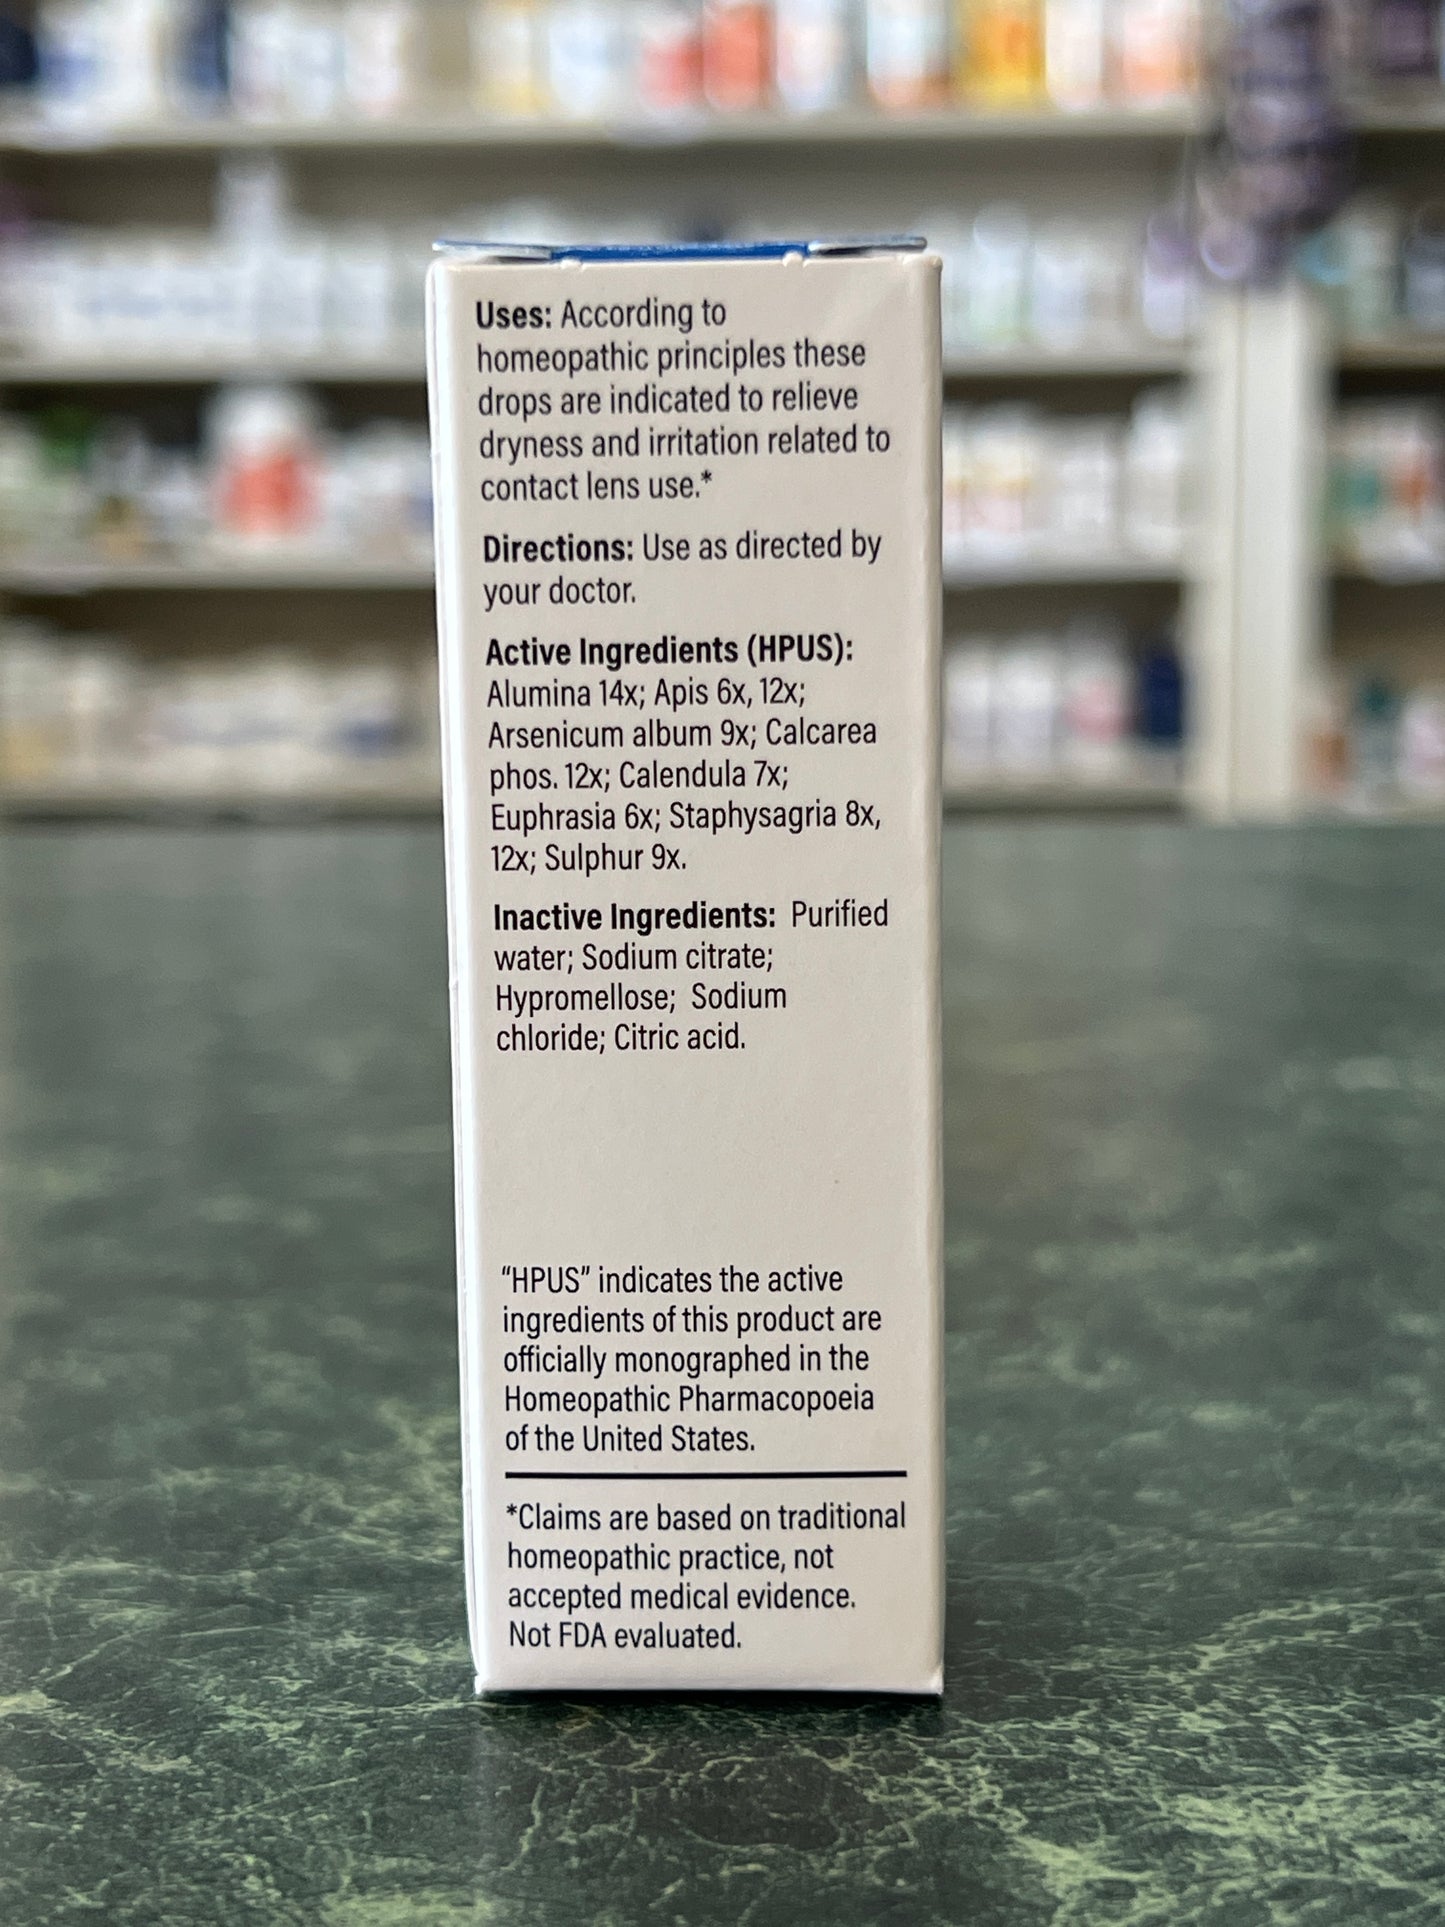 Uses: According to
homeopathic principles these
drops are indicated to relieve
dryness and irritation related to
contact lens use.*
Directions: Use as directed by
your doctor.
Active Ingredients (HPUS):
Alumina 14x; Apis 6x, 12x;
Arsenicum album 9x; Calcarea
phos. 12x; Calendula 7x;
Euphrasia 6x; Staphysagria 8x,
12x; Sulphur 9x.
Inactive Ingredients: Purified
water; Sodium citrate;
Hypromellose; Sodium
chloride; Citric acid.
“HPUS” indicates the active
ingredients of this product are
officially monographed in the
Homeopathic Pharmacopoeia
of the United States.
*Claims are based on traditional
homeopathic practice, not
accepted medical evidence.
Not FDA evaluated.